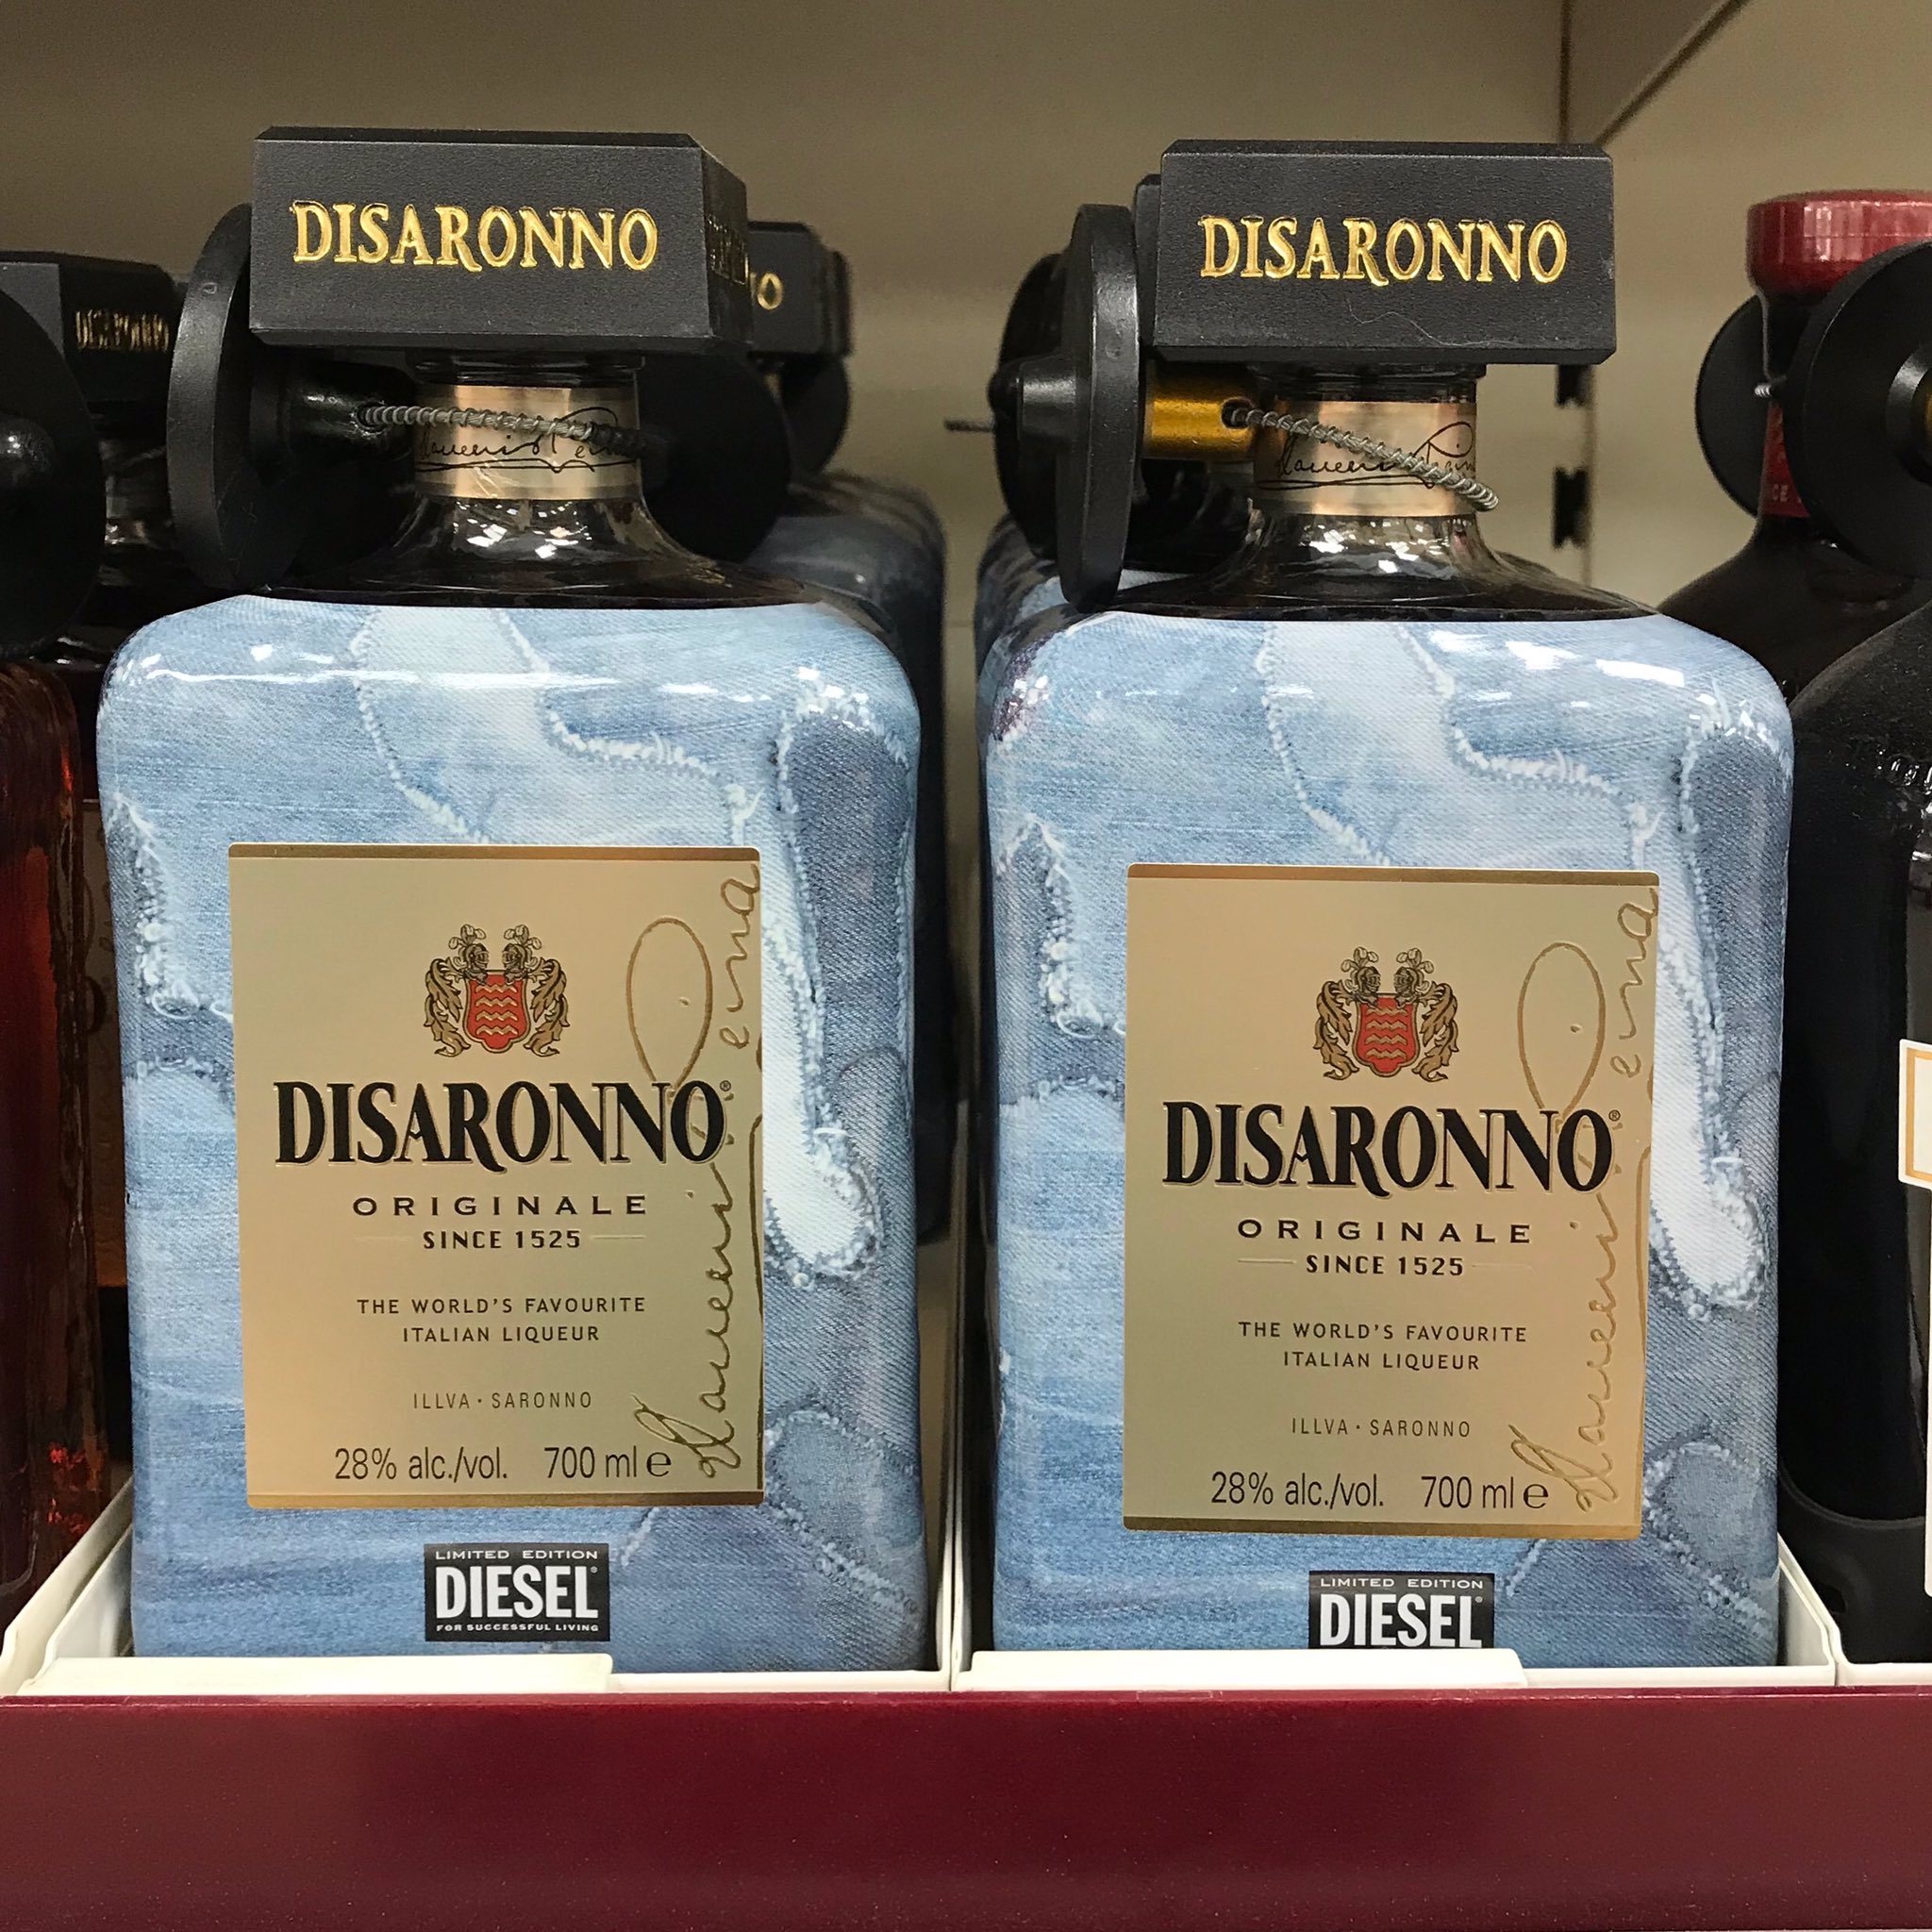 DISARONNO
DISARONNO
DISARONNO®
ORIGINALE
SINCE 1525
THE WORLD'S FAVOURITE
ITALIAN LIQUEUR
ILLVA · SARONNO
28% alc./vol. 700 ml e
LIMITED EDITION
DIESEL
FOR SUCCESSFUL LIVING
DISARONNO®
ORIGINALE
SINCE 1525
THE WORLD'S FAVOURITE
ITALIAN LIQUEUR
ILLVA · SARONNO
28% alc./vol. 700 ml e
LIMITED EDITION
DIESEL